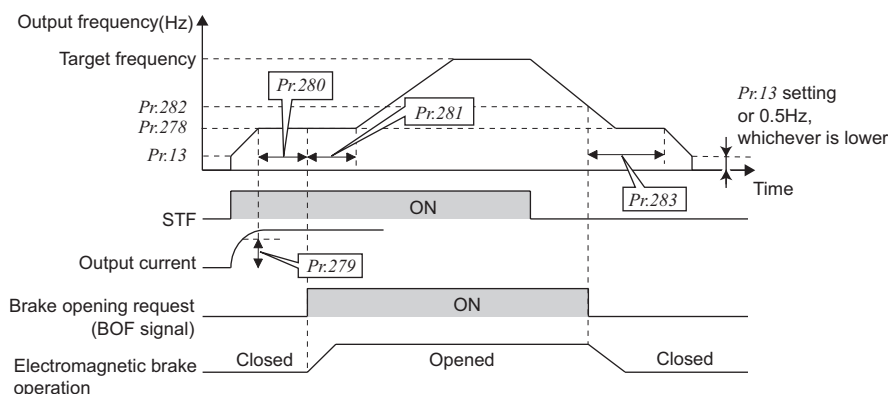 Output frequency(Hz)
Target frequency
Pr.280
Pr.282
Pr.281
Pr.278
Pr.13
Pr.13 setting
or 0.5Hz,
whichever is lower
Time
Pr.283
STF
ON
Output current
Pr.279
Brake opening request
(BOF signal)
ON
Electromagnetic brake
operation
Closed
Opened
Closed